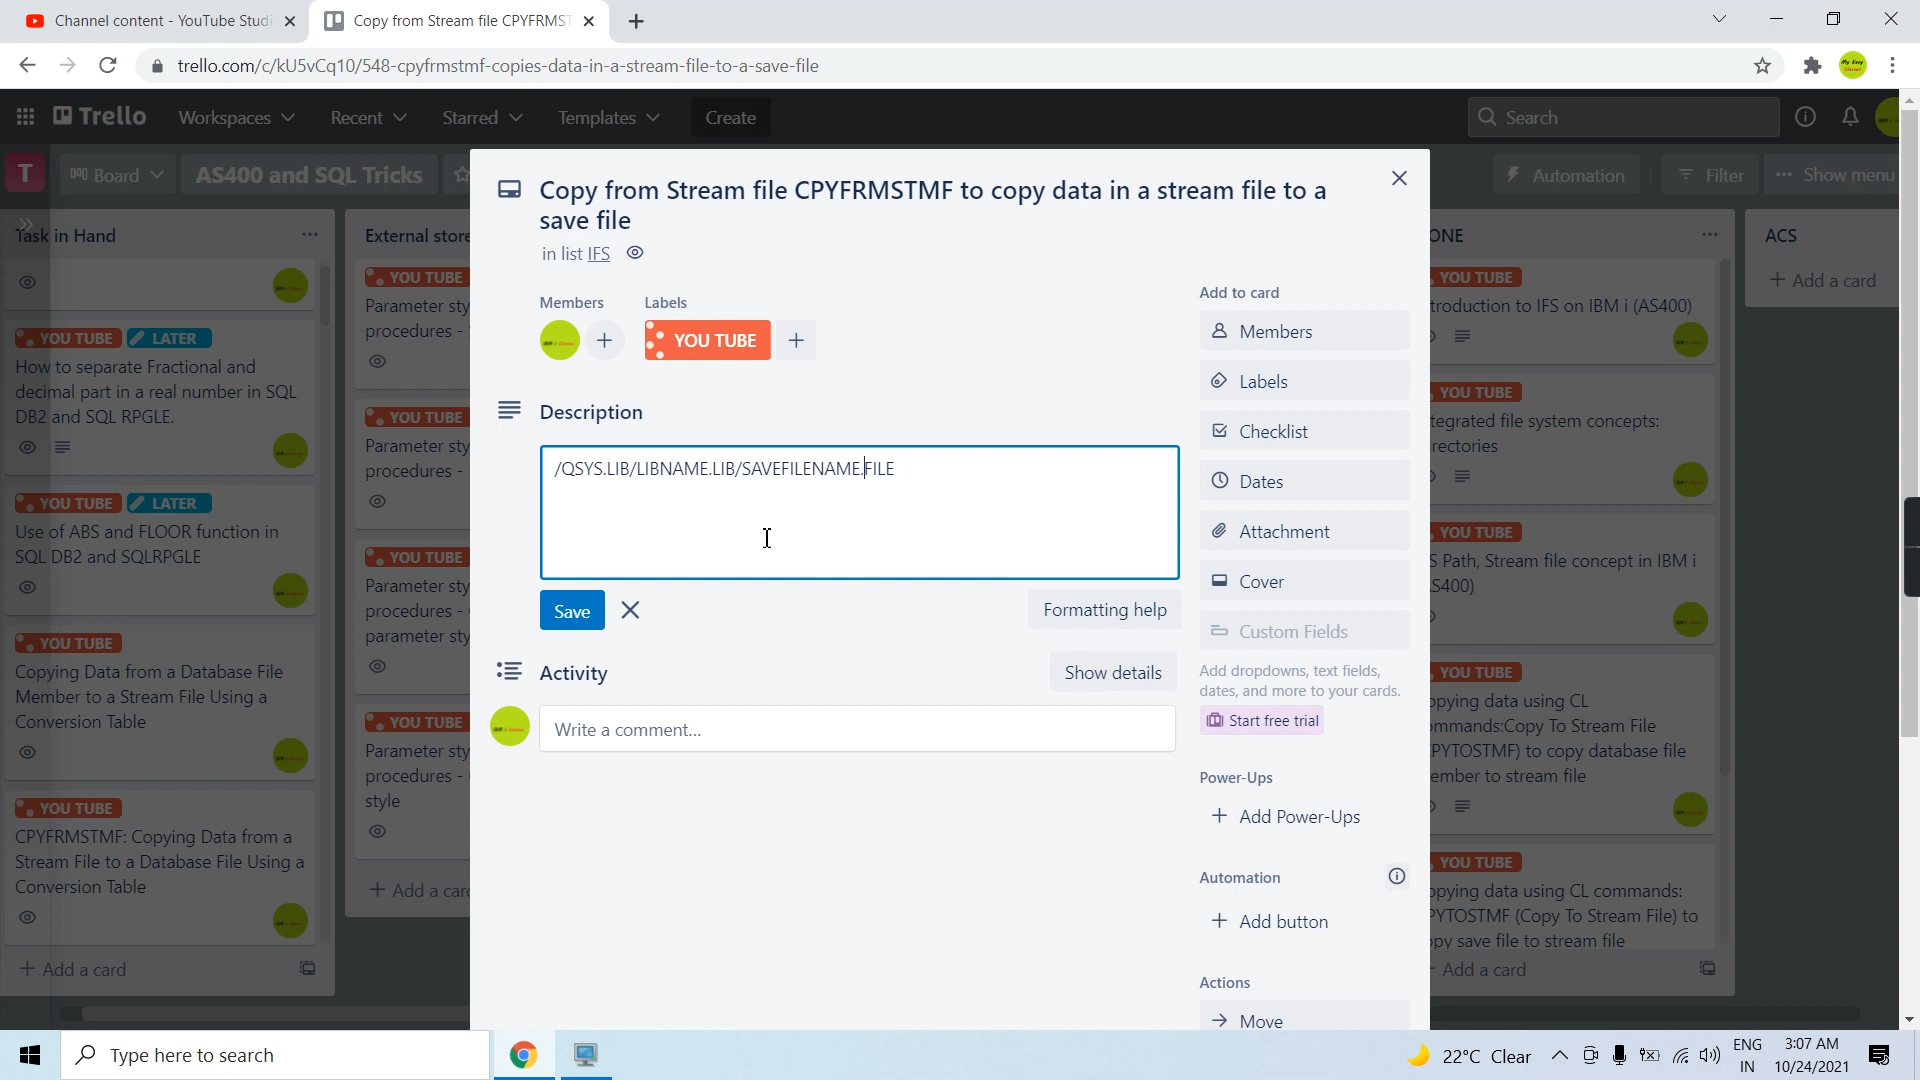 Channel content - YouTube Studi
Copy from Stream file CPYFRMST
trello.com/c/kU5vCq10/548-cpyfrmstmf-copies-data-in-a-stream-file-to-a-save-file
Trello
Workspaces
Recent
Starred
Templates
Create
Search
T
Board
AS400 and SQL Tricks
Automation
Filter
Show menu
Task in Hand
YOU TUBE
LATER
How to separate Fractional and
decimal part in a real number in SQL
DB2 and SQL RPGLE.
YOU TUBE
LATER
Use of ABS and FLOOR function in
SQL DB2 and SQLRPGLE
YOU TUBE
Copying Data from a Database File
Member to a Stream File Using a
Conversion Table
YOU TUBE
CPYFRMSTMF: Copying Data from a
Stream File to a Database File Using a
Conversion Table
+ Add a card
External store
YOU TUBE
Parameter sty
procedures -
YOU TUBE
Parameter sty
procedures -
YOU TUBE
Parameter sty
procedures -
parameter sty
YOU TUBE
Parameter sty
procedures -
style
+ Add a card
Copy from Stream file CPYFRMSTMF to copy data in a stream file to a
save file
in list IFS
Members
Labels
YOU TUBE
Description
/QSYS.LIB/LIBNAME.LIB/SAVEFILENAME.FILE
Save
Formatting help
Activity
Show details
Write a comment...
Add to card
Members
Labels
Checklist
Dates
Attachment
Cover
Custom Fields
Add dropdowns, text fields,
dates, and more to your cards.
Start free trial
Power-Ups
+ Add Power-Ups
Automation
+ Add button
Actions
Move
ONE
YOU TUBE
troduction to IFS on IBM i (AS400)
YOU TUBE
tegrated file system concepts:
rectories
YOU TUBE
S Path, Stream file concept in IBM i
S400)
YOU TUBE
opying data using CL
ommands:Copy To Stream File
PYTOSTMF) to copy database file
ember to stream file
YOU TUBE
opying data using CL commands:
PYTOSTMF (Copy To Stream File) to
opy save file to stream file
Add a card
ACS
+ Add a card
Type here to search
22°C Clear
ENG
IN
3:07 AM
10/24/2021